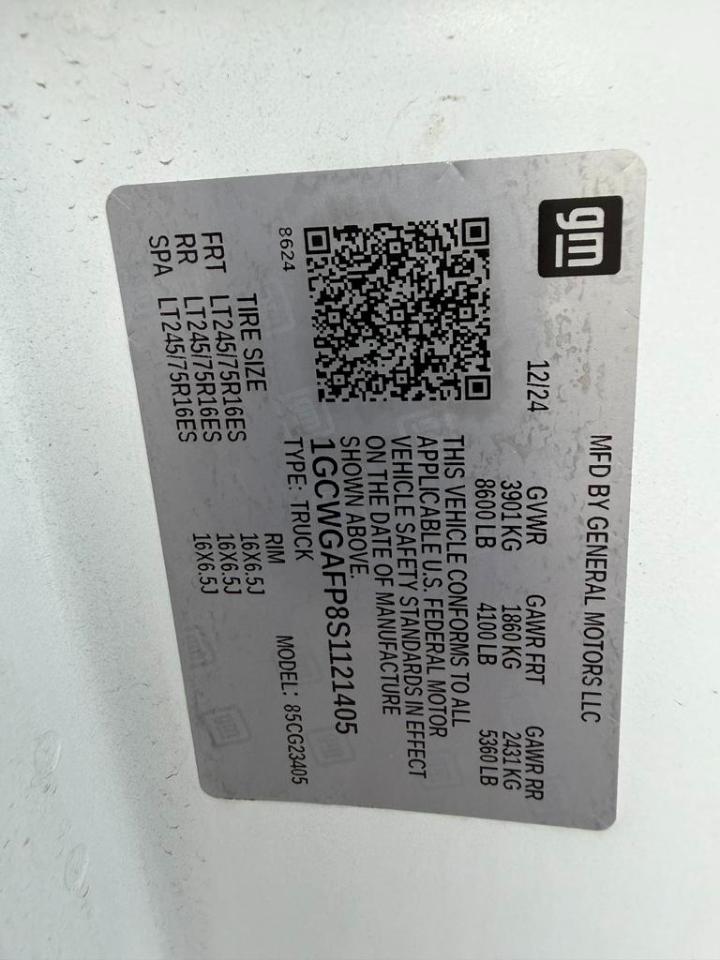 gm
MFD BY GENERAL MOTORS LLC
12/24 GVWR GAWR FRT GAWR RR
3901 KG 1860 KG 2431 KG
8600 LB 4100 LB 5360 LB
THIS VEHICLE CONFORMS TO ALL
APPLICABLE U.S. FEDERAL MOTOR
VEHICLE SAFETY STANDARDS IN EFFECT
ON THE DATE OF MANUFACTURE
SHOWN ABOVE.
1GCWGAFP8S1121405
8624 TYPE: TRUCK MODEL: 85CG23405
TIRE SIZE RIM
FRT LT245/75R16ES 16X6.5J
RR LT245/75R16ES 16X6.5J
SPA LT245/75R16ES 16X6.5J